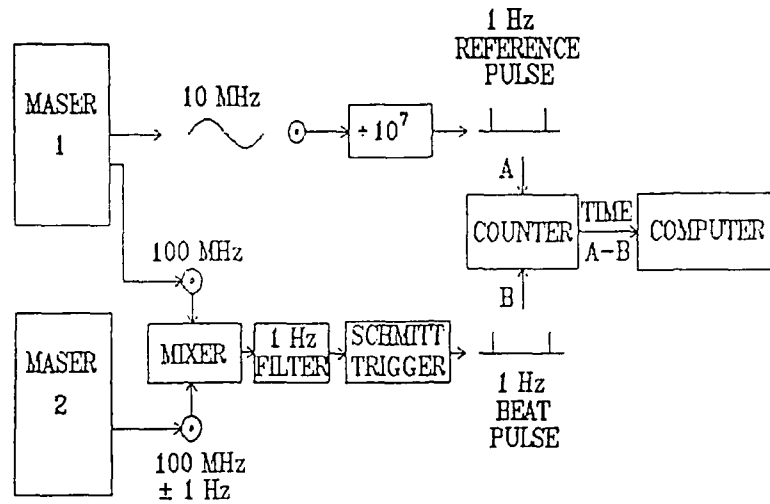 1 Hz
REFERENCE
PULSE
10 MHz
MASER
1
÷10⁷
A
COUNTER
TIME
A-B
COMPUTER
100 MHz
B
MASER
2
MIXER
1 Hz
FILTER
SCHMITT
TRIGGER
1 Hz
BEAT
PULSE
100 MHz
± 1 Hz